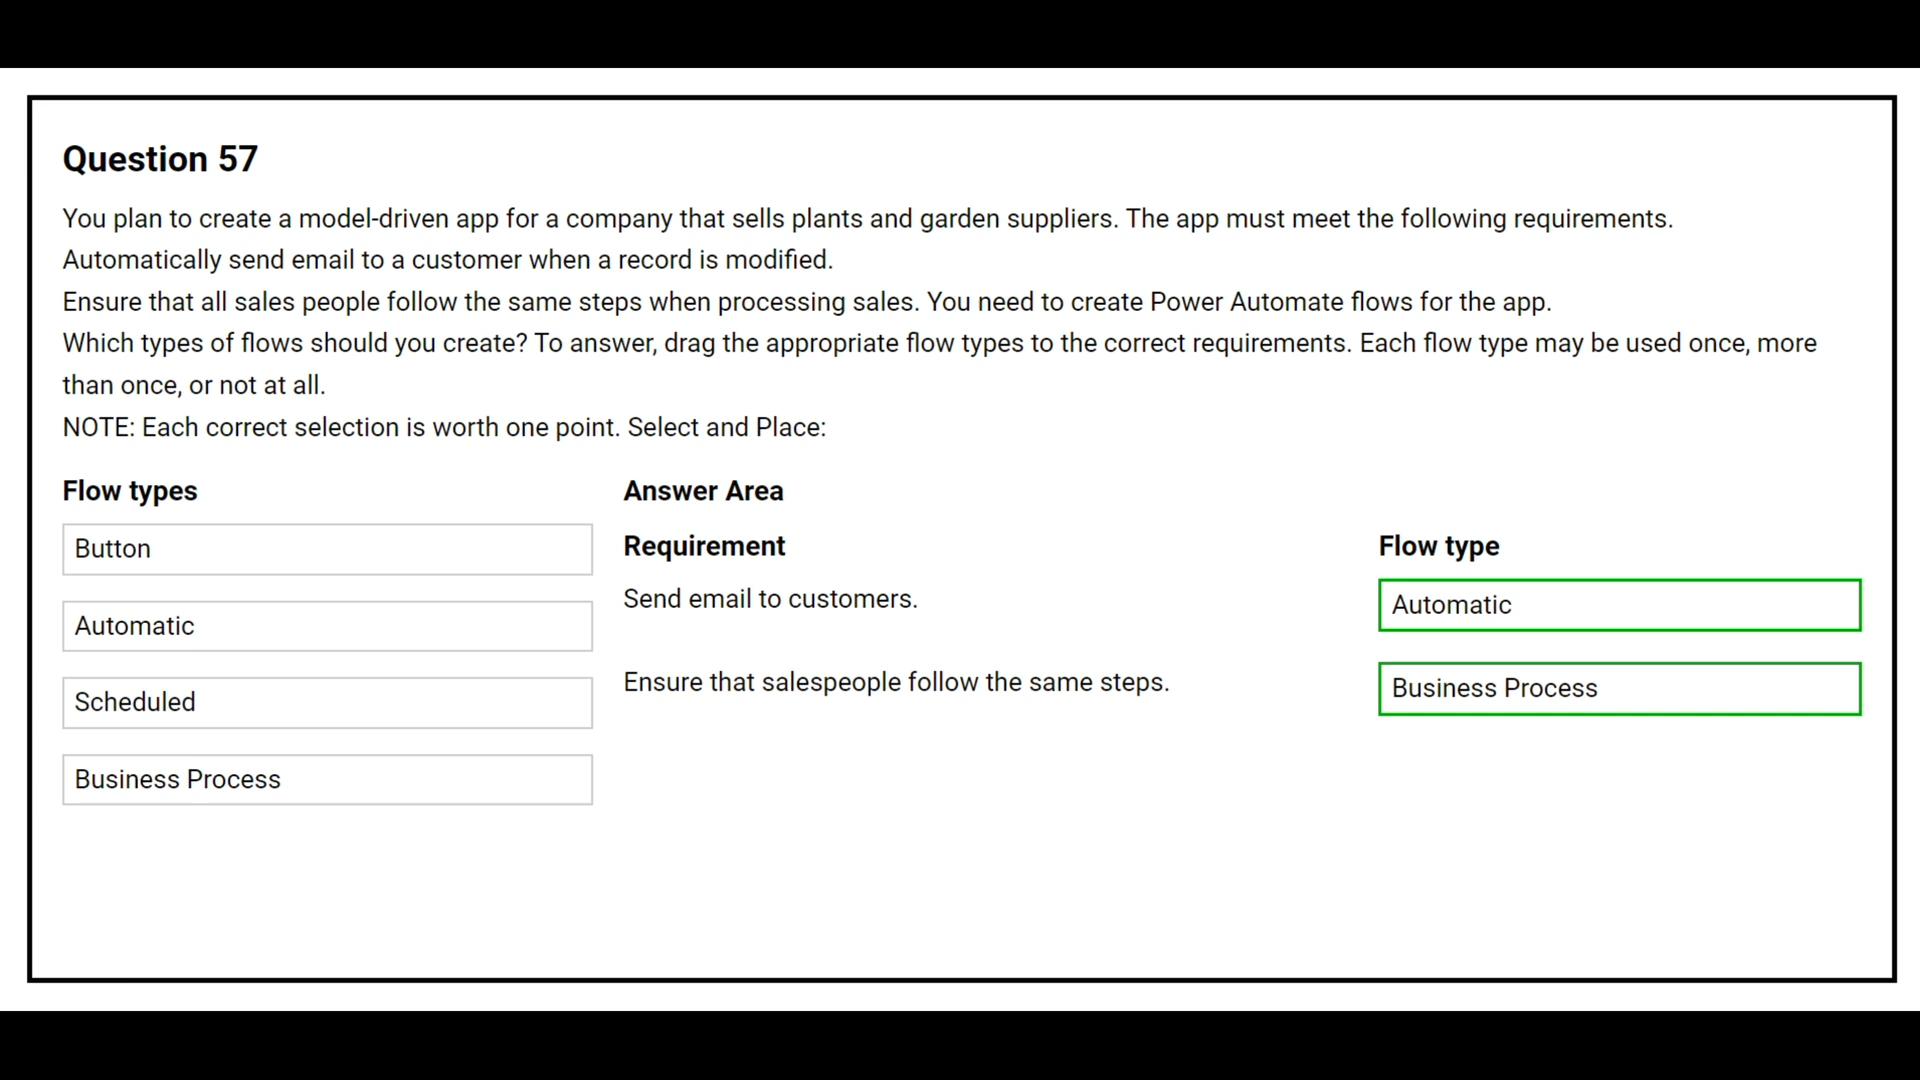 Question 57
You plan to create a model-driven app for a company that sells plants and garden suppliers. The app must meet the following requirements.
Automatically send email to a customer when a record is modified.
Ensure that all sales people follow the same steps when processing sales. You need to create Power Automate flows for the app.
Which types of flows should you create? To answer, drag the appropriate flow types to the correct requirements. Each flow type may be used once, more
than once, or not at all.
NOTE: Each correct selection is worth one point. Select and Place:
Flow types
Button
Automatic
Scheduled
Business Process
Answer Area
Requirement
Send email to customers.
Ensure that salespeople follow the same steps.
Flow type
Automatic
Business Process